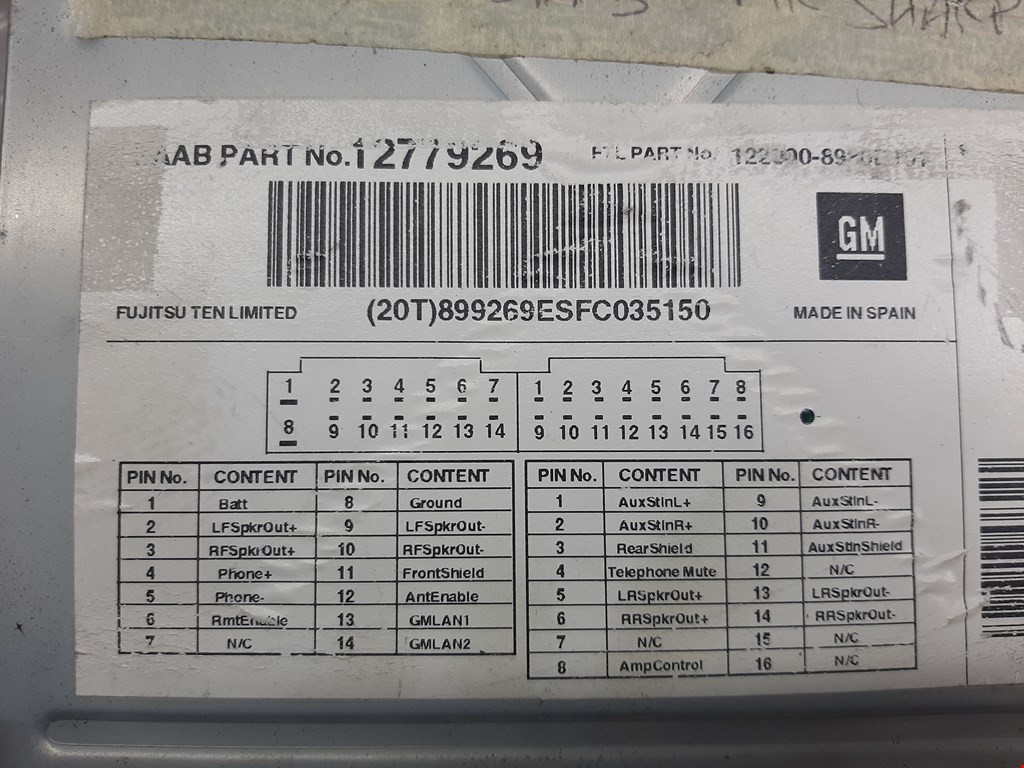 AAB PART No.12779269 FTL PART No.
GM
FUJITSU TEN LIMITED (20T)899269ESFC035150 MADE IN SPAIN
1 2 3 4 5 6 7 1 2 3 4 5 6 7 8
8 9 10 11 12 13 14 9 10 11 12 13 14 15 16
PIN No. CONTENT PIN No. CONTENT PIN No. CONTENT PIN No. CONTENT
1 Batt 8 Ground 1 AuxStInL+ 9 AuxStInL-
2 LFSpkrOut+ 9 LFSpkrOut- 2 AuxStInR+ 10 AuxStInR-
3 RFSpkrOut+ 10 RFSpkrOut- 3 RearShield 11 AuxStInShield
4 Phone+ 11 FrontShield 4 Telephone Mute 12 N/C
5 Phone- 12 AntEnable 5 LRSpkrOut+ 13 LRSpkrOut-
6 RmtEnable 13 GMLAN1 6 RRSpkrOut+ 14 RRSpkrOut-
7 N/C 14 GMLAN2 7 N/C 15 N/C
8 AmpControl 16 N/C